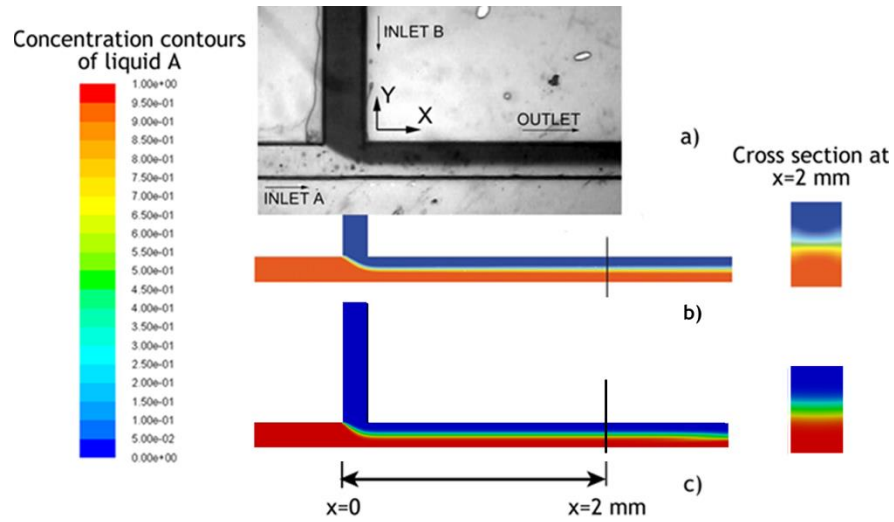 Concentration contours
of liquid A
1.00e+00
9.50e-01
9.00e-01
8.50e-01
8.00e-01
7.50e-01
7.00e-01
6.50e-01
6.00e-01
5.50e-01
5.00e-01
4.50e-01
4.00e-01
3.50e-01
3.00e-01
2.50e-01
2.00e-01
1.50e-01
1.00e-01
5.00e-02
0.00e+00
INLET B
Y
X
OUTLET
INLET A
a)
Cross section at
x=2 mm
b)
c)
x=0
x=2 mm